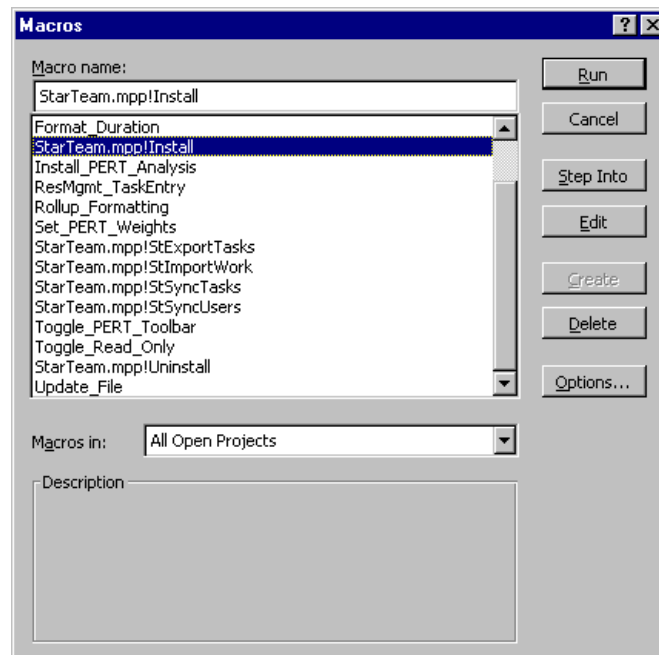 Macros
Macro name:
StarTeam.mpp!Install
Format_Duration
StarTeam.mpp!Install
Install_PERT_Analysis
ResMgmt_TaskEntry
Rollup_Formatting
Set_PERT_Weights
StarTeam.mpp!StExportTasks
StarTeam.mpp!StImportWork
StarTeam.mpp!StSyncTasks
StarTeam.mpp!StSyncUsers
Toggle_PERT_Toolbar
Toggle_Read_Only
StarTeam.mpp!Uninstall
Update_File
Run
Cancel
Step Into
Edit
Create
Delete
Options...
Macros in: All Open Projects
Description